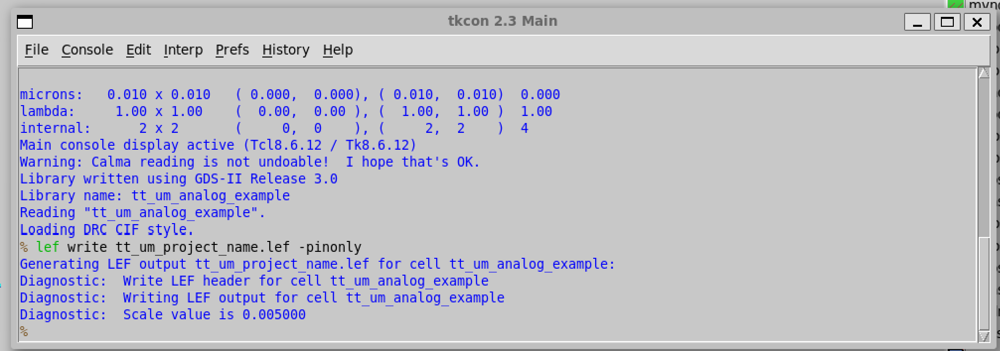 tkcon 2.3 Main
File Console Edit Interp Prefs History Help
microns:   0.010 x 0.010   ( 0.000,  0.000), ( 0.010,  0.010)  0.000
lambda:     1.00 x 1.00    (  0.00,  0.00 ), (  1.00,  1.00 )  1.00
internal:      2 x 2       (     0,  0    ), (     2,  2    )  4
Main console display active (Tcl8.6.12 / Tk8.6.12)
Warning: Calma reading is not undoable!  I hope that's OK.
Library written using GDS-II Release 3.0
Library name: tt_um_analog_example
Reading "tt_um_analog_example".
Loading DRC CIF style.
% lef write tt_um_project_name.lef -pinonly
Generating LEF output tt_um_project_name.lef for cell tt_um_analog_example:
Diagnostic:  Write LEF header for cell tt_um_analog_example
Diagnostic:  Writing LEF output for cell tt_um_analog_example
Diagnostic:  Scale value is 0.005000
%